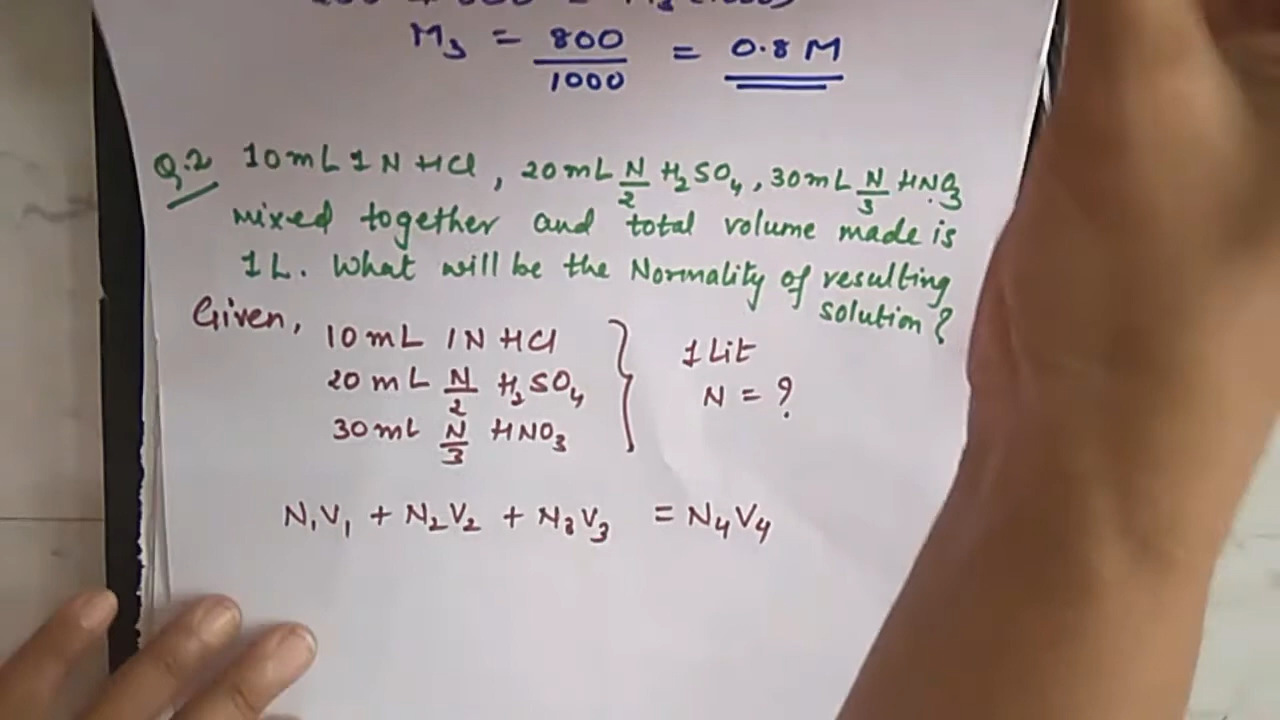 M₃ = 800/1000 = 0.8 M
Q.2 10 mL 1 N HCl, 20 mL N/2 H₂SO₄, 30 mL N/3 HNO₃
mixed together and total volume made is
1 L. What will be the Normality of resulting
solution?
Given,
10 mL 1N HCl
20 mL N/2 H₂SO₄
30 mL N/3 HNO₃
1 Lit
N = ?
N₁V₁ + N₂V₂ + N₃V₃ = N₄V₄